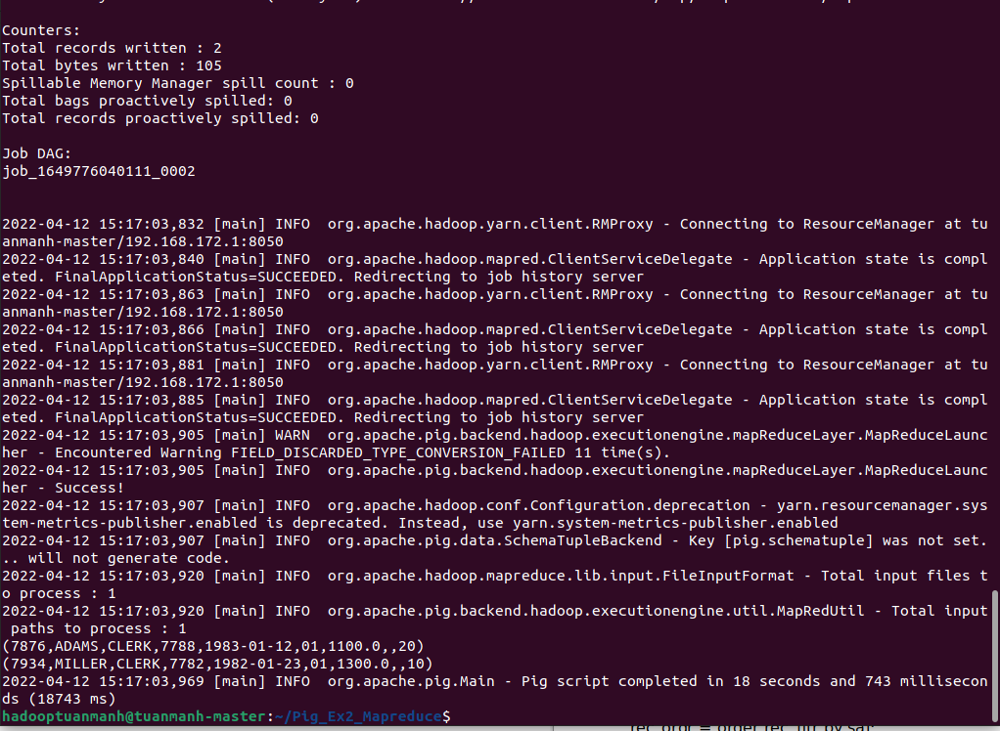 Counters:
Total records written : 2
Total bytes written : 105
Spillable Memory Manager spill count : 0
Total bags proactively spilled: 0
Total records proactively spilled: 0
Job DAG:
job_1649776040111_0002
2022-04-12 15:17:03,832 [main] INFO  org.apache.hadoop.yarn.client.RMProxy - Connecting to ResourceManager at tu
anmanh-master/192.168.172.1:8050
2022-04-12 15:17:03,840 [main] INFO  org.apache.hadoop.mapred.ClientServiceDelegate - Application state is compl
eted. FinalApplicationStatus=SUCCEEDED. Redirecting to job history server
2022-04-12 15:17:03,863 [main] INFO  org.apache.hadoop.yarn.client.RMProxy - Connecting to ResourceManager at tu
anmanh-master/192.168.172.1:8050
2022-04-12 15:17:03,866 [main] INFO  org.apache.hadoop.mapred.ClientServiceDelegate - Application state is compl
eted. FinalApplicationStatus=SUCCEEDED. Redirecting to job history server
2022-04-12 15:17:03,881 [main] INFO  org.apache.hadoop.yarn.client.RMProxy - Connecting to ResourceManager at tu
anmanh-master/192.168.172.1:8050
2022-04-12 15:17:03,885 [main] INFO  org.apache.hadoop.mapred.ClientServiceDelegate - Application state is compl
eted. FinalApplicationStatus=SUCCEEDED. Redirecting to job history server
2022-04-12 15:17:03,905 [main] WARN  org.apache.pig.backend.hadoop.executionengine.mapReduceLayer.MapReduceLaunc
her - Encountered Warning FIELD_DISCARDED_TYPE_CONVERSION_FAILED 11 time(s).
2022-04-12 15:17:03,905 [main] INFO  org.apache.pig.backend.hadoop.executionengine.mapReduceLayer.MapReduceLaunc
her - Success!
2022-04-12 15:17:03,907 [main] INFO  org.apache.hadoop.conf.Configuration.deprecation - yarn.resourcemanager.sys
tem-metrics-publisher.enabled is deprecated. Instead, use yarn.system-metrics-publisher.enabled
2022-04-12 15:17:03,907 [main] INFO  org.apache.pig.data.SchemaTupleBackend - Key [pig.schematuple] was not set.
.. will not generate code.
2022-04-12 15:17:03,920 [main] INFO  org.apache.hadoop.mapreduce.lib.input.FileInputFormat - Total input files t
o process : 1
2022-04-12 15:17:03,920 [main] INFO  org.apache.pig.backend.hadoop.executionengine.util.MapRedUtil - Total input
 paths to process : 1
(7876,ADAMS,CLERK,7788,1983-01-12,01,1100.0,,20)
(7934,MILLER,CLERK,7782,1982-01-23,01,1300.0,,10)
2022-04-12 15:17:03,969 [main] INFO  org.apache.pig.Main - Pig script completed in 18 seconds and 743 millisecon
ds (18743 ms)
hadooptuanmanh@tuanmanh-master:~/Pig_Ex2_Mapreduce$